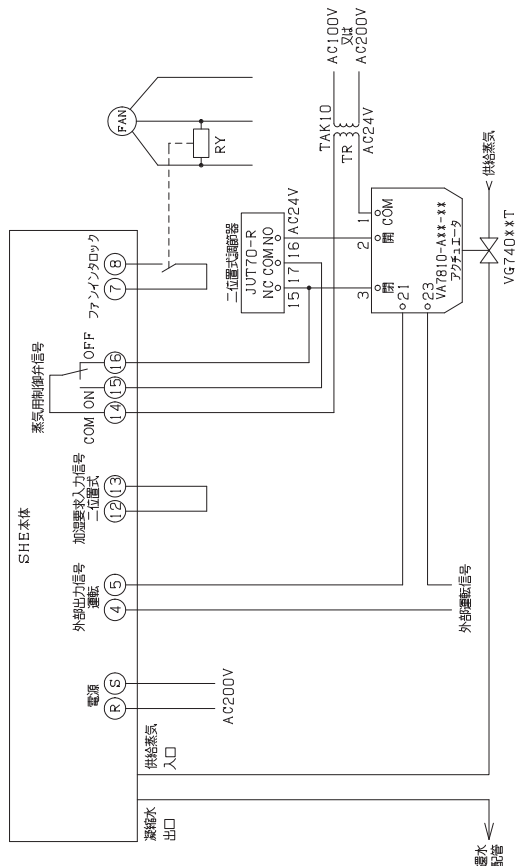 SHE本体
凝縮水
出口
供給蒸気
入口
電源
R
S
AC200V
外部出力信号
運転
4
5
加湿要求入力信号
二位置式
12
13
蒸気用制御弁信号
COM
ON
OFF
14
15
16
ファンインタロック
7
8
FAN
RY
二位置式調節器
JUT70-R
NC COM NO
15 17 16
AC24V
TAK10
TR
AC24V
AC100V
又は
AC200V
3
2
1
閉
開
COM
21
23
VA7810-A**-**
アクチュエータ
外部運転信号
供給蒸気
VG740**T
還水
配管